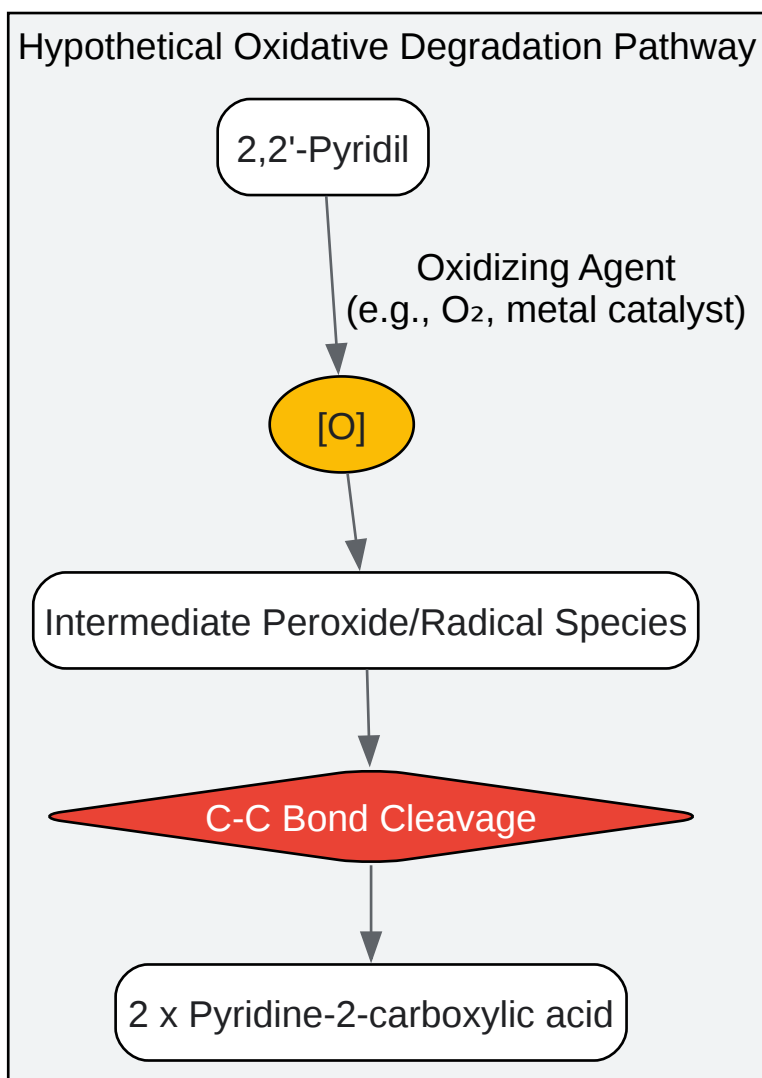 Hypothetical Oxidative Degradation Pathway
2,2'-Pyridil
Oxidizing Agent
(e.g., O₂, metal catalyst)
[O]
Intermediate Peroxide/Radical Species
C-C Bond Cleavage
2 x Pyridine-2-carboxylic acid